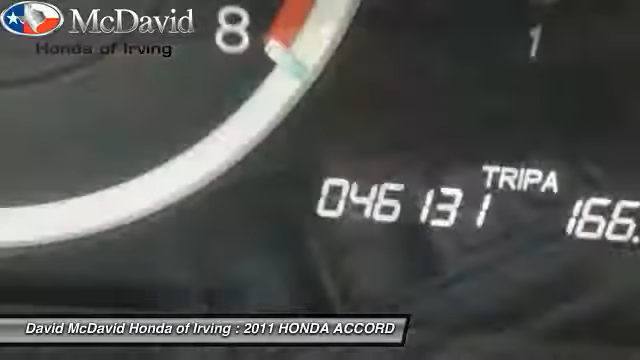 McDavid
Honda of Irving
8
1
TRIPA
046131 166.
David McDavid Honda of Irving : 2011 HONDA ACCORD